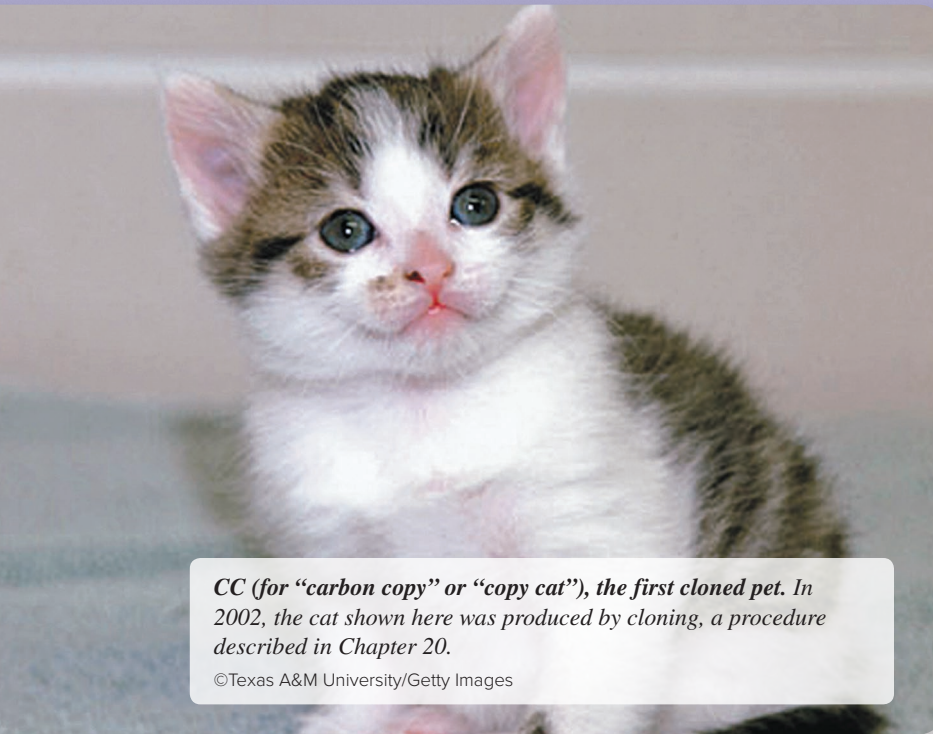 CC (for “carbon copy” or “copy cat”), the first cloned pet. In
2002, the cat shown here was produced by cloning, a procedure
described in Chapter 20.
©Texas A&M University/Getty Images